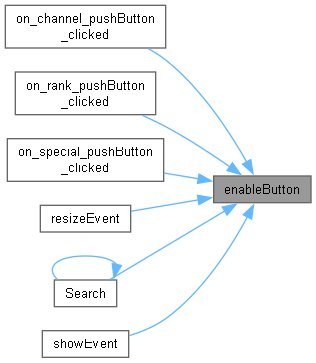 on_channel_pushButton
_clicked
on_rank_pushButton
_clicked
on_special_pushButton
_clicked
enableButton
resizeEvent
Search
showEvent